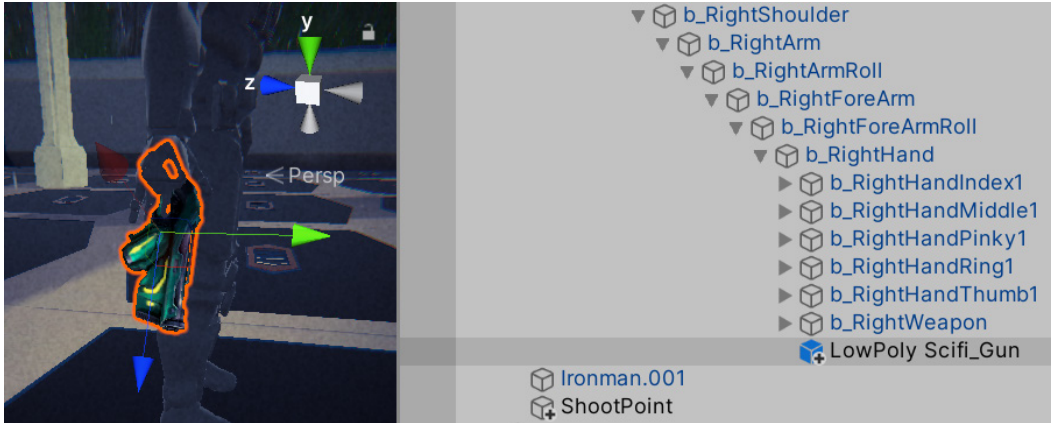 y
z
< Persp
b_RightShoulder
b_RightArm
b_RightArmRoll
b_RightForeArm
b_RightForeArmRoll
b_RightHand
b_RightHandIndex1
b_RightHandMiddle1
b_RightHandPinky1
b_RightHandRing1
b_RightHandThumb1
b_RightWeapon
LowPoly Scifi_Gun
Ironman.001
ShootPoint